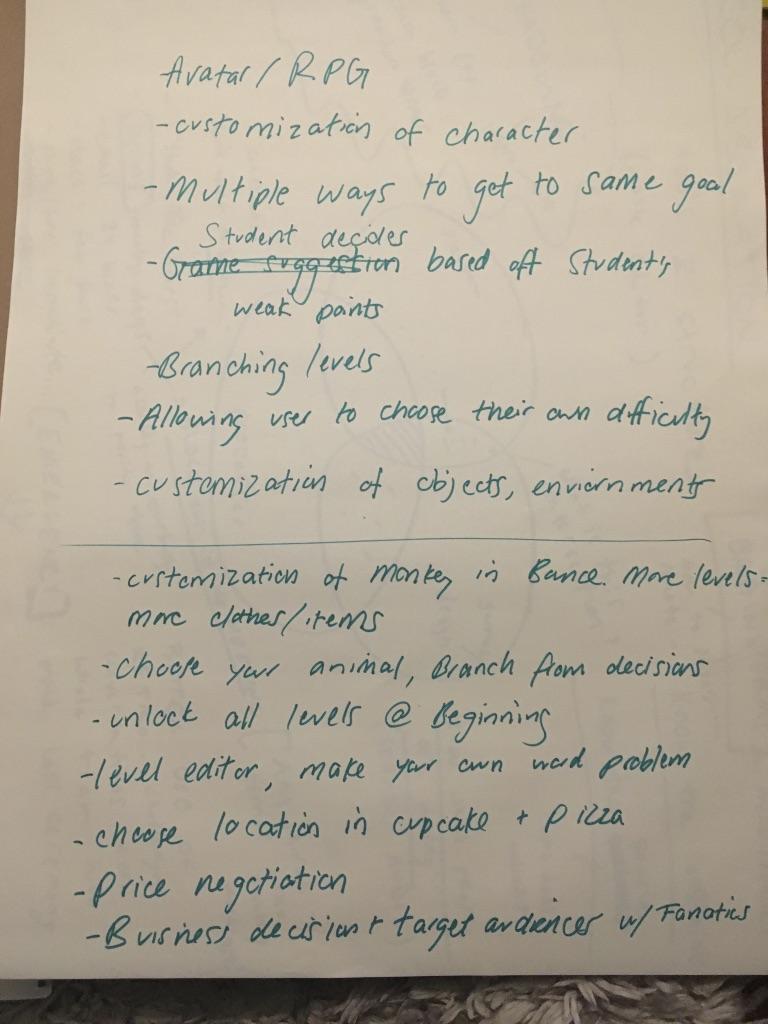 Avatar / RPG
- customization of character
- Multiple ways to get to same goal
Student decides
- Game suggestion based off Student's
weak points
- Branching levels
- Allowing user to choose their own difficulty
- customization of objects, enviornments
- customization of monkey in Bance. More levels =
more clothes/items
- choose your animal, Branch from decisions
- unlock all levels @ Beginning
- level editor, make your own word problem
- choose location in cupcake + pizza
- Price negotiation
- Business decision + target audiences w/ Fanatics